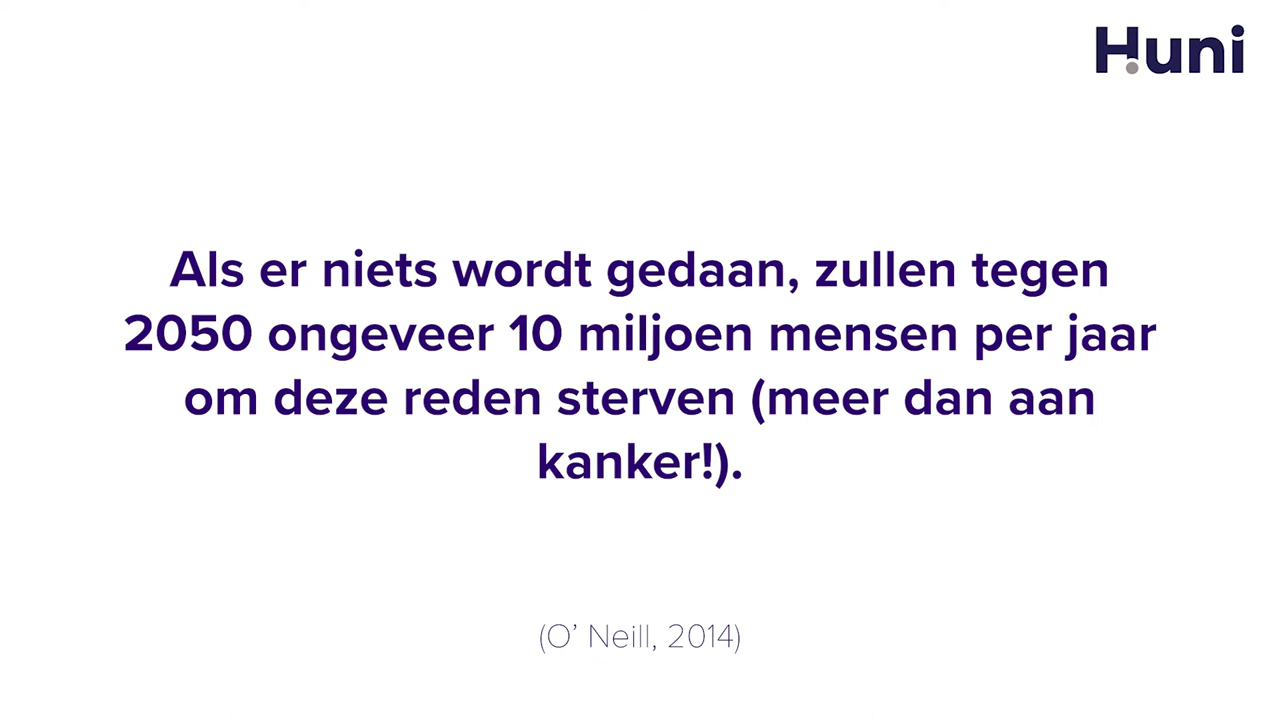 Huni
Als er niets wordt gedaan, zullen tegen
2050 ongeveer 10 miljoen mensen per jaar
om deze reden sterven (meer dan aan
kanker!).
(O’ Neill, 2014)